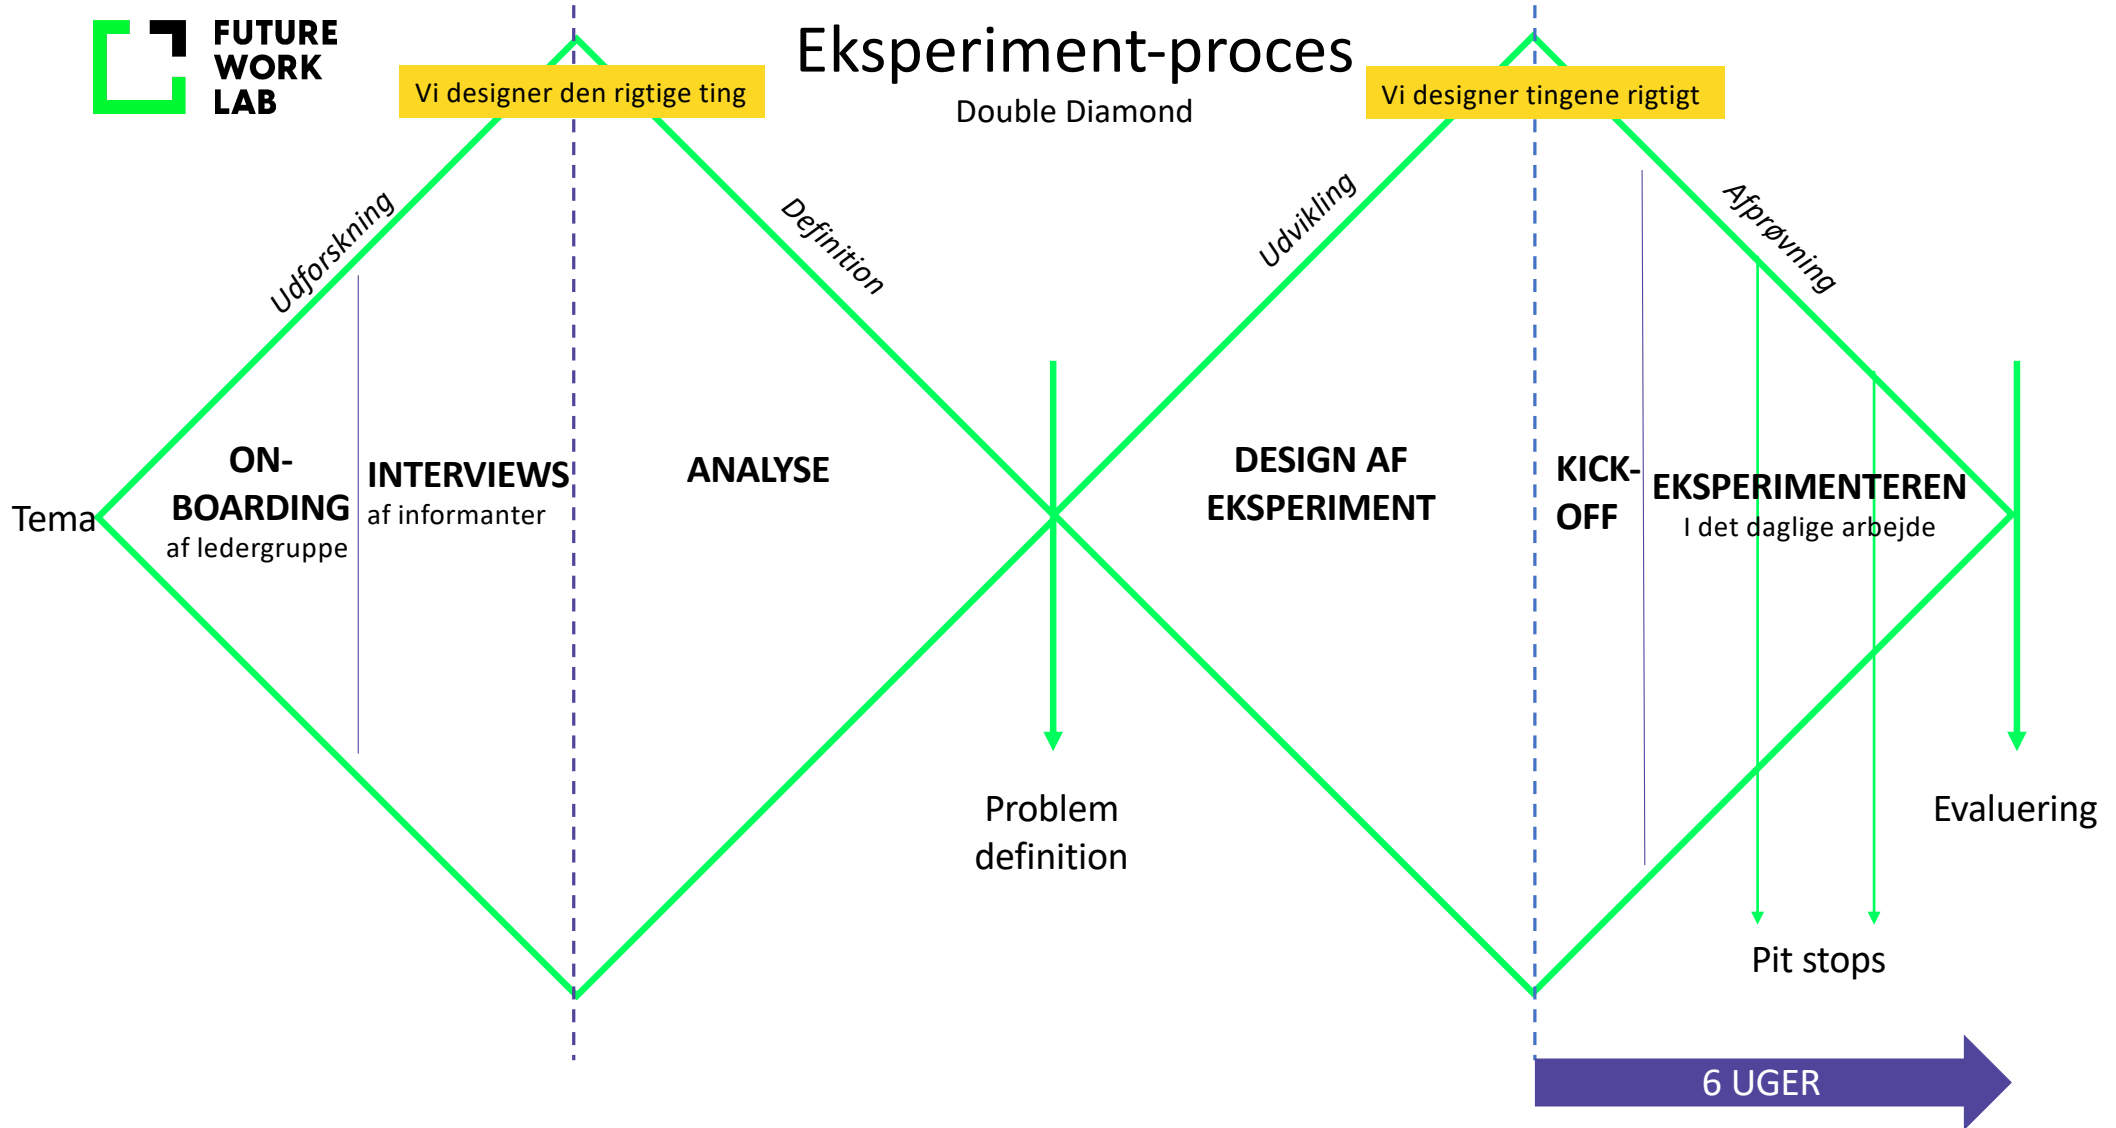 FUTURE
WORK
LAB
Eksperiment-proces
Double Diamond
Vi designer den rigtige ting
Vi designer tingene rigtigt
Udforskning
Definition
Udvikling
Afprøvning
Tema
ON-
BOARDING
af ledergruppe
INTERVIEWS
af informanter
ANALYSE
DESIGN AF
EKSPERIMENT
KICK-
OFF
EKSPERIMENTEREN
I det daglige arbejde
Problem
definition
Evaluering
Pit stops
6 UGER